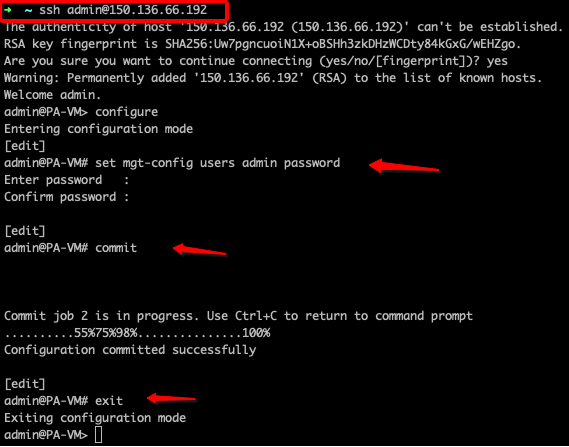 ➜ ~ ssh admin@150.136.66.192
The authenticity of host '150.136.66.192 (150.136.66.192)' can't be established.
RSA key fingerprint is SHA256:Uw7pgncuoiN1X+oBSHh3zkDHzWCDty84kGxG/wEHZgo.
Are you sure you want to continue connecting (yes/no/[fingerprint])? yes
Warning: Permanently added '150.136.66.192' (RSA) to the list of known hosts.
Welcome admin.
admin@PA-VM> configure
Entering configuration mode
[edit]
admin@PA-VM# set mgt-config users admin password
Enter password   :
Confirm password :
[edit]
admin@PA-VM# commit
Commit job 2 is in progress. Use Ctrl+C to return to command prompt
..........55%75%98%...............100%
Configuration committed successfully
[edit]
admin@PA-VM# exit
Exiting configuration mode
admin@PA-VM>